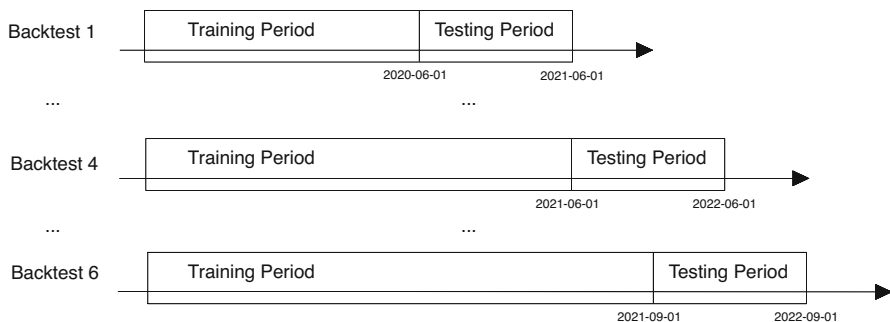 Backtest 1
Training Period
Testing Period
2020-06-01
2021-06-01
...
...
Backtest 4
Training Period
Testing Period
2021-06-01
2022-06-01
...
...
Backtest 6
Training Period
Testing Period
2021-09-01
2022-09-01